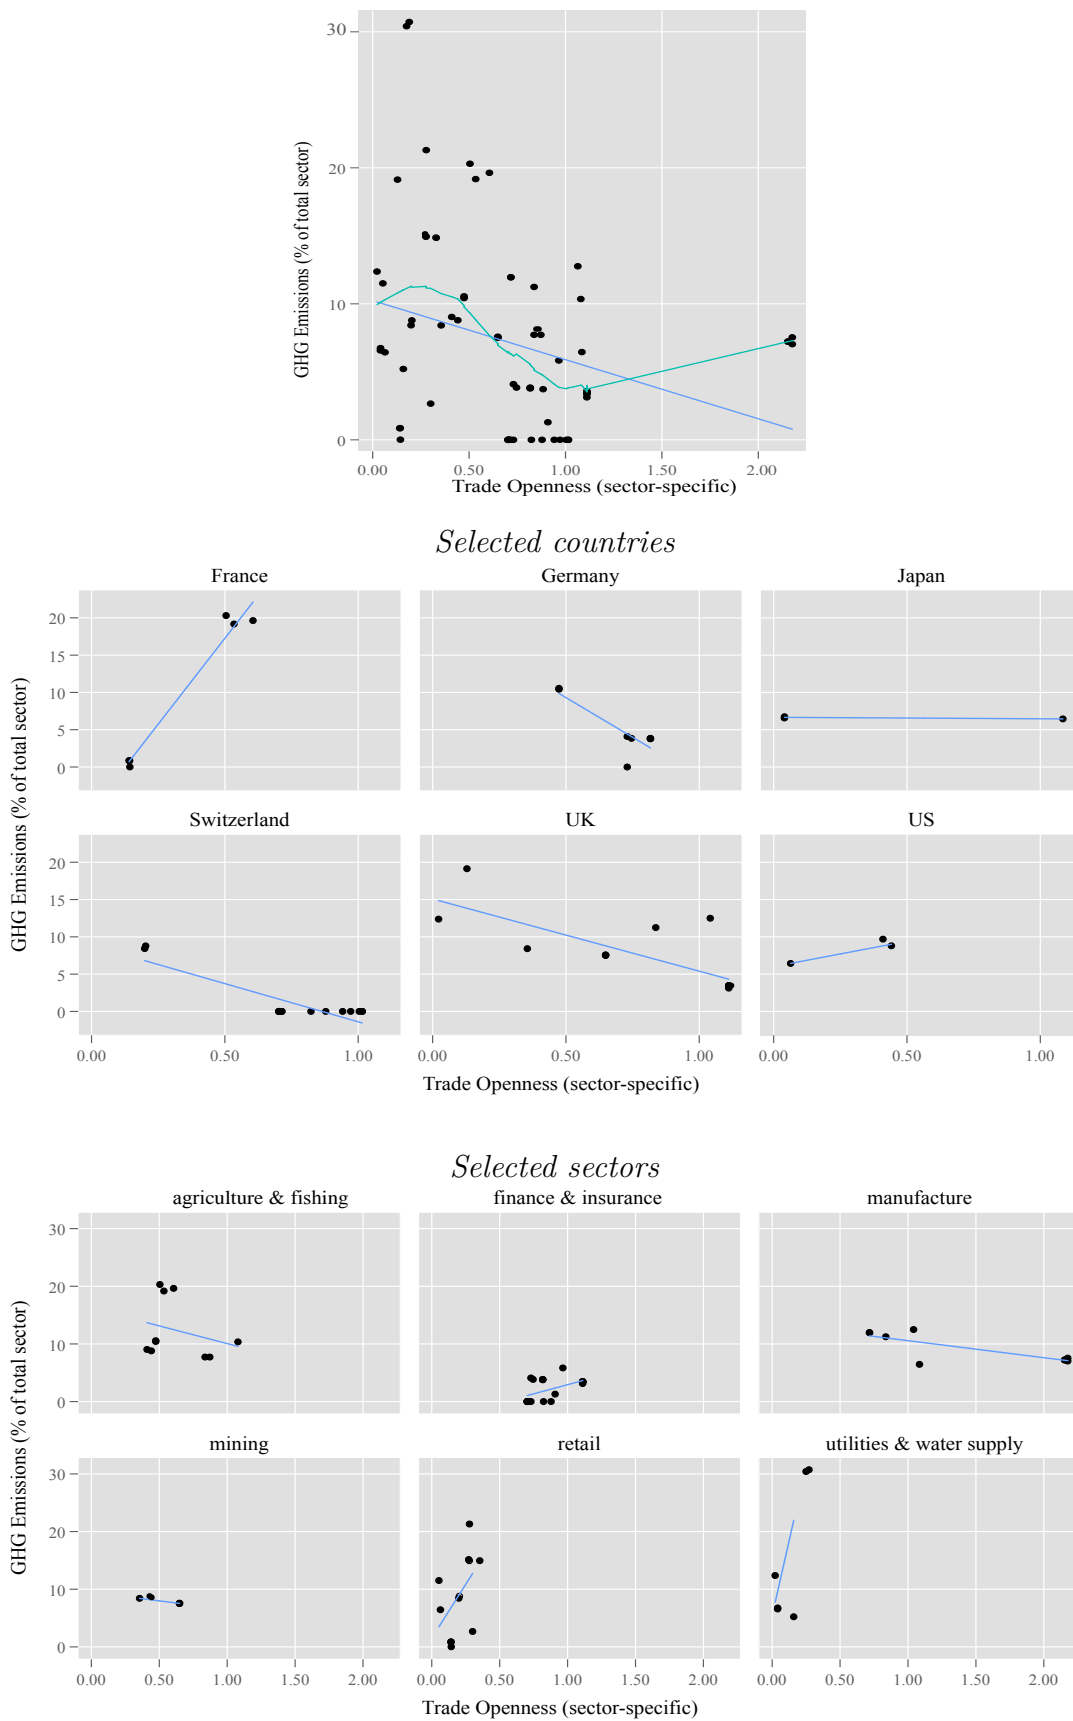 30
20
10
0
GHG Emissions (% of total sector)
0.00 0.50 1.00 1.50 2.00
Trade Openness (sector-specific)
Selected countries
France Germany Japan
20
15
10
5
0
Switzerland UK US
20
15
10
5
0
GHG Emissions (% of total sector)
0.00 0.50 1.00 0.00 0.50 1.00 0.00 0.50 1.00
Trade Openness (sector-specific)
Selected sectors
agriculture & fishing finance & insurance manufacture
30
20
10
0
mining retail utilities & water supply
30
20
10
0
GHG Emissions (% of total sector)
0.00 0.50 1.00 1.50 2.00 0.00 0.50 1.00 1.50 2.00 0.00 0.50 1.00 1.50 2.00
Trade Openness (sector-specific)